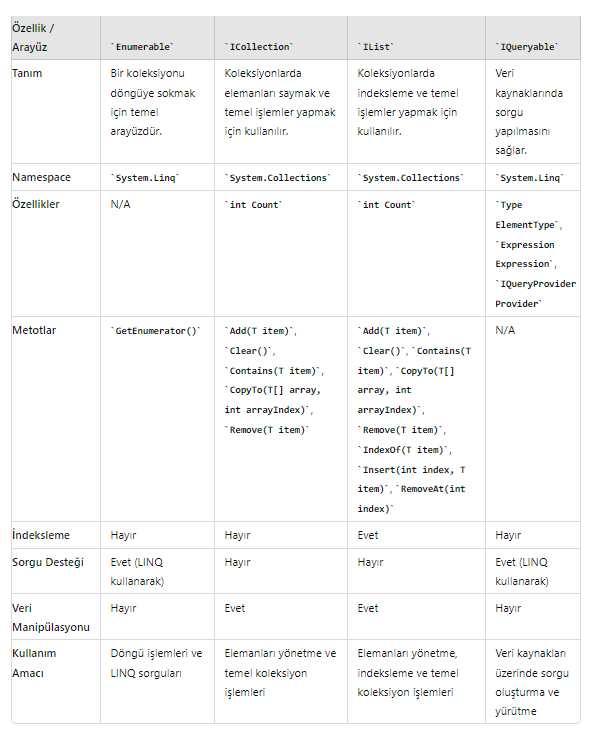 Özellik /
Arayüz
`Enumerable`
`ICollection`
`IList`
`IQueryable`
Tanım
Bir koleksiyonu
döngüye sokmak
için temel
arayüzdür.
Koleksiyonlarda
elemanları saymak ve
temel işlemler yapmak
için kullanılır.
Koleksiyonlarda
indeksleme ve temel
işlemler yapmak için
kullanılır.
Veri
kaynaklarında
sorgu
yapılmasını
sağlar.
Namespace
`System.Linq`
`System.Collections`
`System.Collections`
`System.Linq`
Özellikler
N/A
`int Count`
`int Count`
`Type
ElementType`,
`Expression
Expression`,
`IQueryProvider
Provider`
Metotlar
`GetEnumerator()`
`Add(T item)`,
`Clear()`,
`Contains(T item)`,
`CopyTo(T[] array,
int arrayIndex)`,
`Remove(T item)`
`Add(T item)`,
`Clear()`, `Contains(T
item)`, `CopyTo(T[]
array, int
arrayIndex)`,
`Remove(T item)`,
`IndexOf(T item)`,
`Insert(int index, T
item)`, `RemoveAt(int
index)`
N/A
İndeksleme
Hayır
Hayır
Evet
Hayır
Sorgu Desteği
Evet (LINQ
kullanarak)
Hayır
Hayır
Evet (LINQ
kullanarak)
Veri
Manipülasyonu
Hayır
Evet
Evet
Hayır
Kullanım
Amacı
Döngü işlemleri ve
LINQ sorguları
Elemanları yönetme ve
temel koleksiyon
işlemleri
Elemanları yönetme,
indeksleme ve temel
koleksiyon işlemleri
Veri kaynakları
üzerinde sorgu
oluşturma ve
yürütme